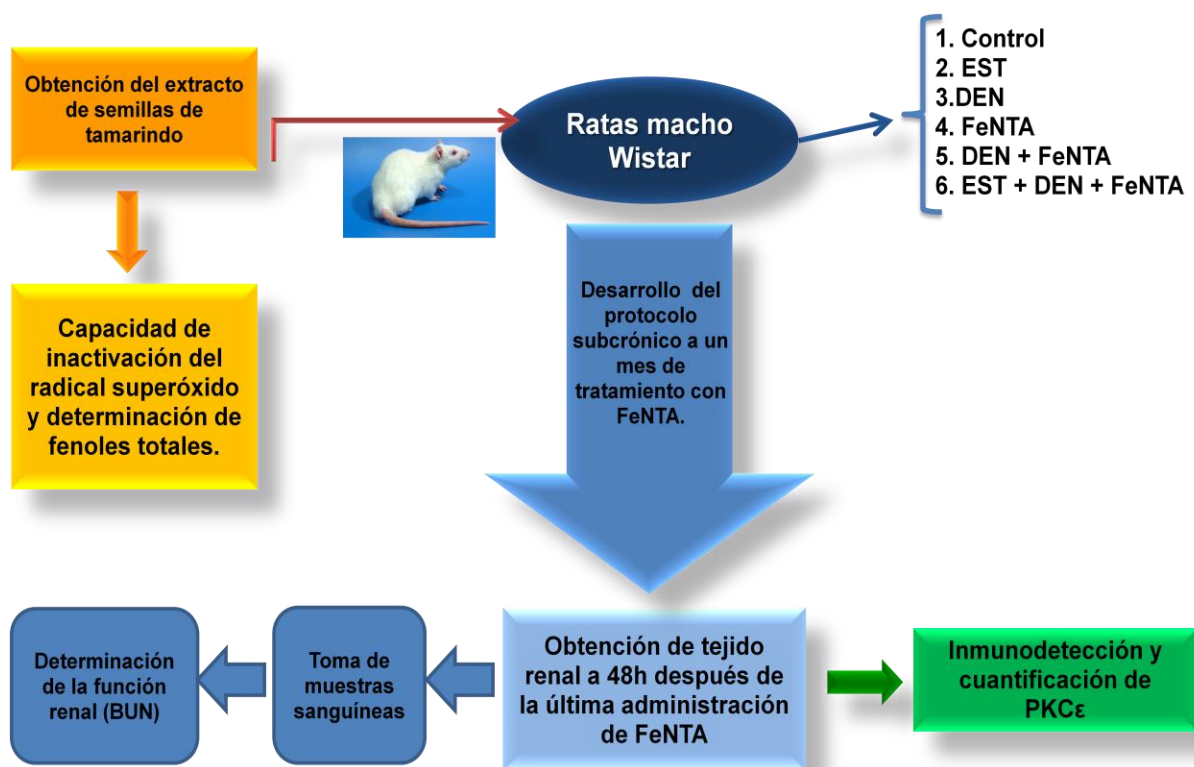 Obtención del extracto
de semillas de
tamarindo
Ratas macho
Wistar
1. Control
2. EST
3.DEN
4. FeNTA
5. DEN + FeNTA
6. EST + DEN + FeNTA
Capacidad de
inactivación del
radical superóxido
y determinación de
fenoles totales.
Desarrollo del
protocolo
subcrónico a un
mes de
tratamiento con
FeNTA.
Determinación
de la función
renal (BUN)
Toma de
muestras
sanguíneas
Obtención de tejido
renal a 48h después de
la última administración
de FeNTA
Inmunodetección y
cuantificación de
PKCε